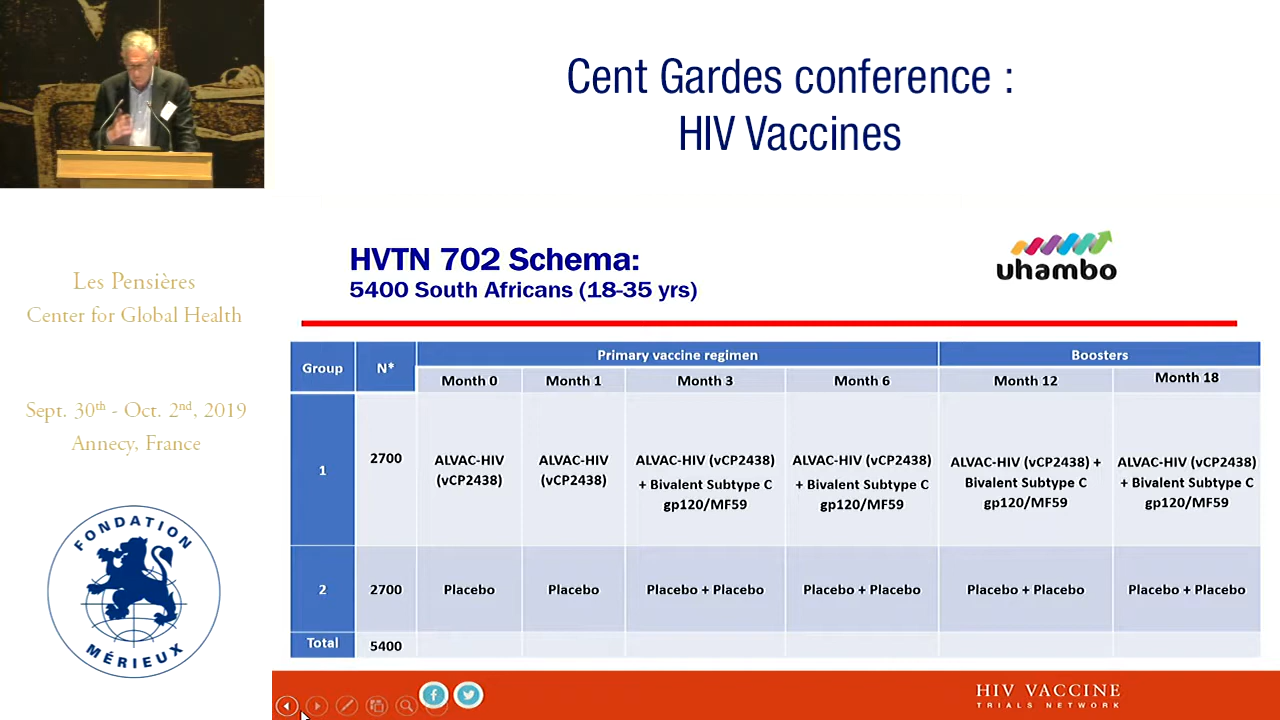 Cent Gardes conference :
HIV Vaccines
Les Pensières
Center for Global Health
Sept. 30th - Oct. 2nd, 2019
Annecy, France
FONDATION
MÉRIEUX
HVTN 702 Schema:
5400 South Africans (18-35 yrs)
uhambo
Group
N*
Primary vaccine regimen
Boosters
Month 0
Month 1
Month 3
Month 6
Month 12
Month 18
1
2700
ALVAC-HIV
(vCP2438)
ALVAC-HIV
(vCP2438)
ALVAC-HIV (vCP2438)
+ Bivalent Subtype C
gp120/MF59
ALVAC-HIV (vCP2438)
+ Bivalent Subtype C
gp120/MF59
ALVAC-HIV (vCP2438) +
Bivalent Subtype C
gp120/MF59
ALVAC-HIV (vCP2438)
+ Bivalent Subtype C
gp120/MF59
2
2700
Placebo
Placebo
Placebo + Placebo
Placebo + Placebo
Placebo + Placebo
Placebo + Placebo
Total
5400
HIV VACCINE
TRIALS NETWORK